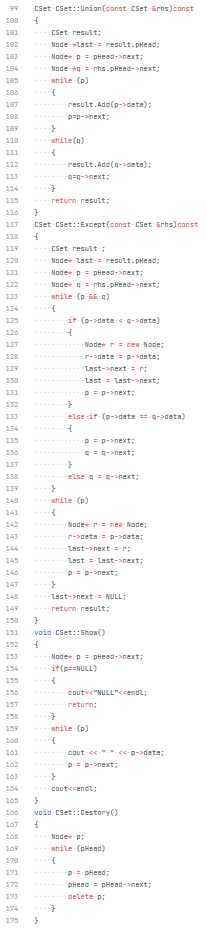 99 CSet CSet::Union(const CSet &rhs)const
100 {
101 CSet result;
102 Node *last = result.pHead;
103 Node* p = pHead->next;
104 Node *q = rhs.pHead->next;
105 while (p)
106 {
107 result.Add(p->data);
108 p=p->next;
109 }
110 while(q)
111 {
112 result.Add(q->data);
113 q=q->next;
114 }
115 return result;
116 }
117 CSet CSet::Except(const CSet &rhs)const
118 {
119 CSet result ;
120 Node* last = result.pHead;
121 Node* p = pHead->next;
122 Node* q = rhs.pHead->next;
123 while (p && q)
124 {
125 if (p->data < q->data)
126 {
127 Node* r = new Node;
128 r->data = p->data;
129 last->next = r;
130 last = last->next;
131 p = p->next;
132 }
133 else if (p->data == q->data)
134 {
135 p = p->next;
136 q = q->next;
137 }
138 else q = q->next;
139 }
140 while (p)
141 {
142 Node* r = new Node;
143 r->data = p->data;
144 last->next = r;
145 last = last->next;
146 p = p->next;
147 }
148 last->next = NULL;
149 return result;
150 }
151 void CSet::Show()
152 {
153 Node* p = pHead->next;
154 if(p==NULL)
155 {
156 cout<<"NULL"<<endl;
157 return;
158 }
159 while (p)
160 {
161 cout << " " << p->data;
162 p = p->next;
163 }
164 cout<<endl;
165 }
166 void CSet::Destory()
167 {
168 Node* p;
169 while (pHead)
170 {
171 p = pHead;
172 pHead = pHead->next;
173 delete p;
174 }
175 }